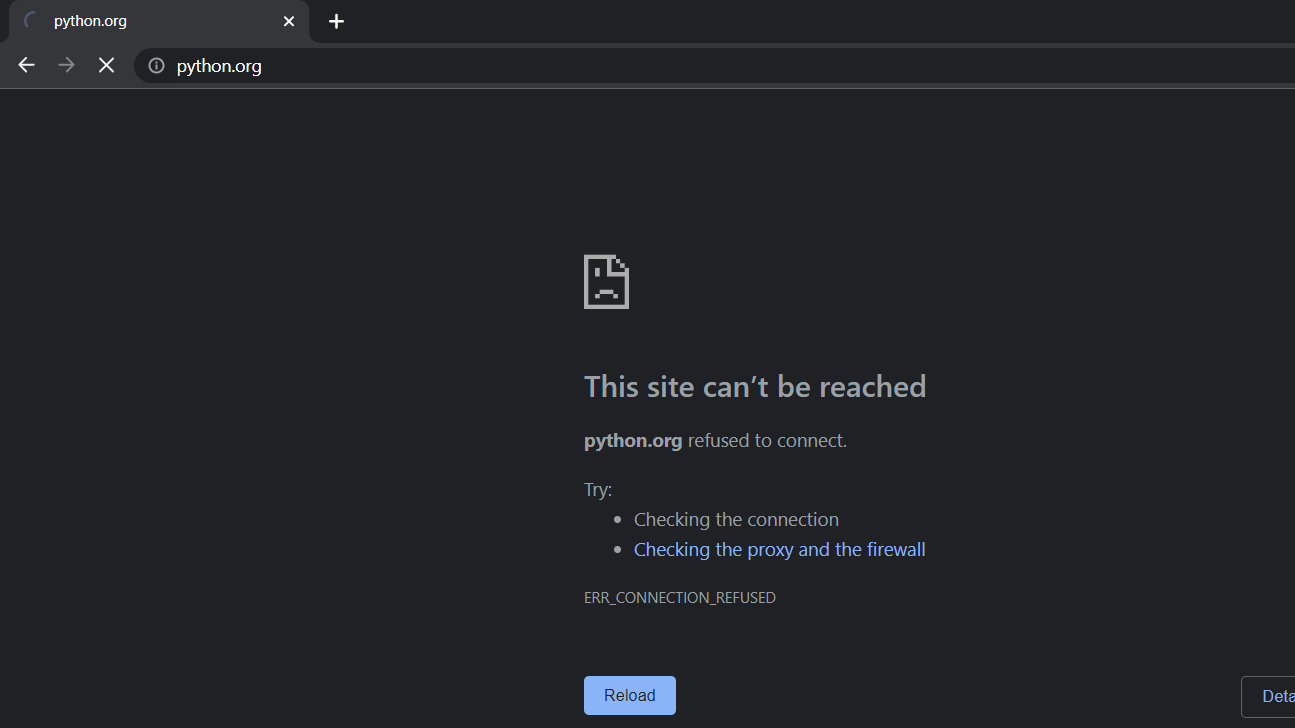 python.org
python.org
This site can’t be reached
python.org refused to connect.
Try:
Checking the connection
Checking the proxy and the firewall
ERR_CONNECTION_REFUSED
Reload